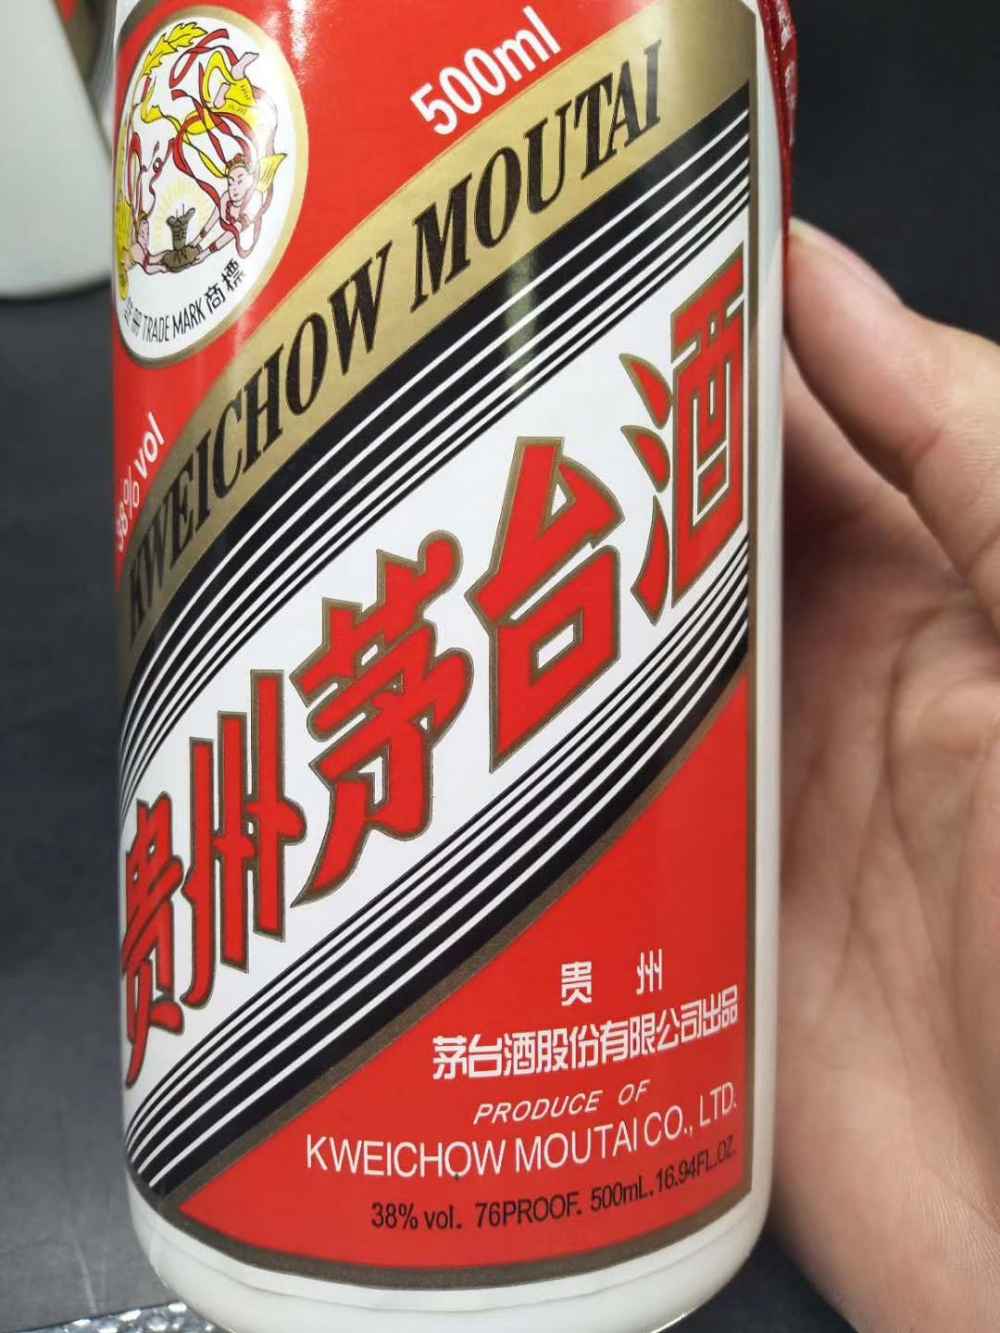 500ml
TRADE MARK 商標
38%vol
KWEICHOW MOUTAI
贵州茅台酒
贵 州
茅台酒股份有限公司出品
PRODUCE OF
KWEICHOW MOUTAI CO., LTD.
38% vol. 76PROOF. 500mL. 16.94FL.OZ.